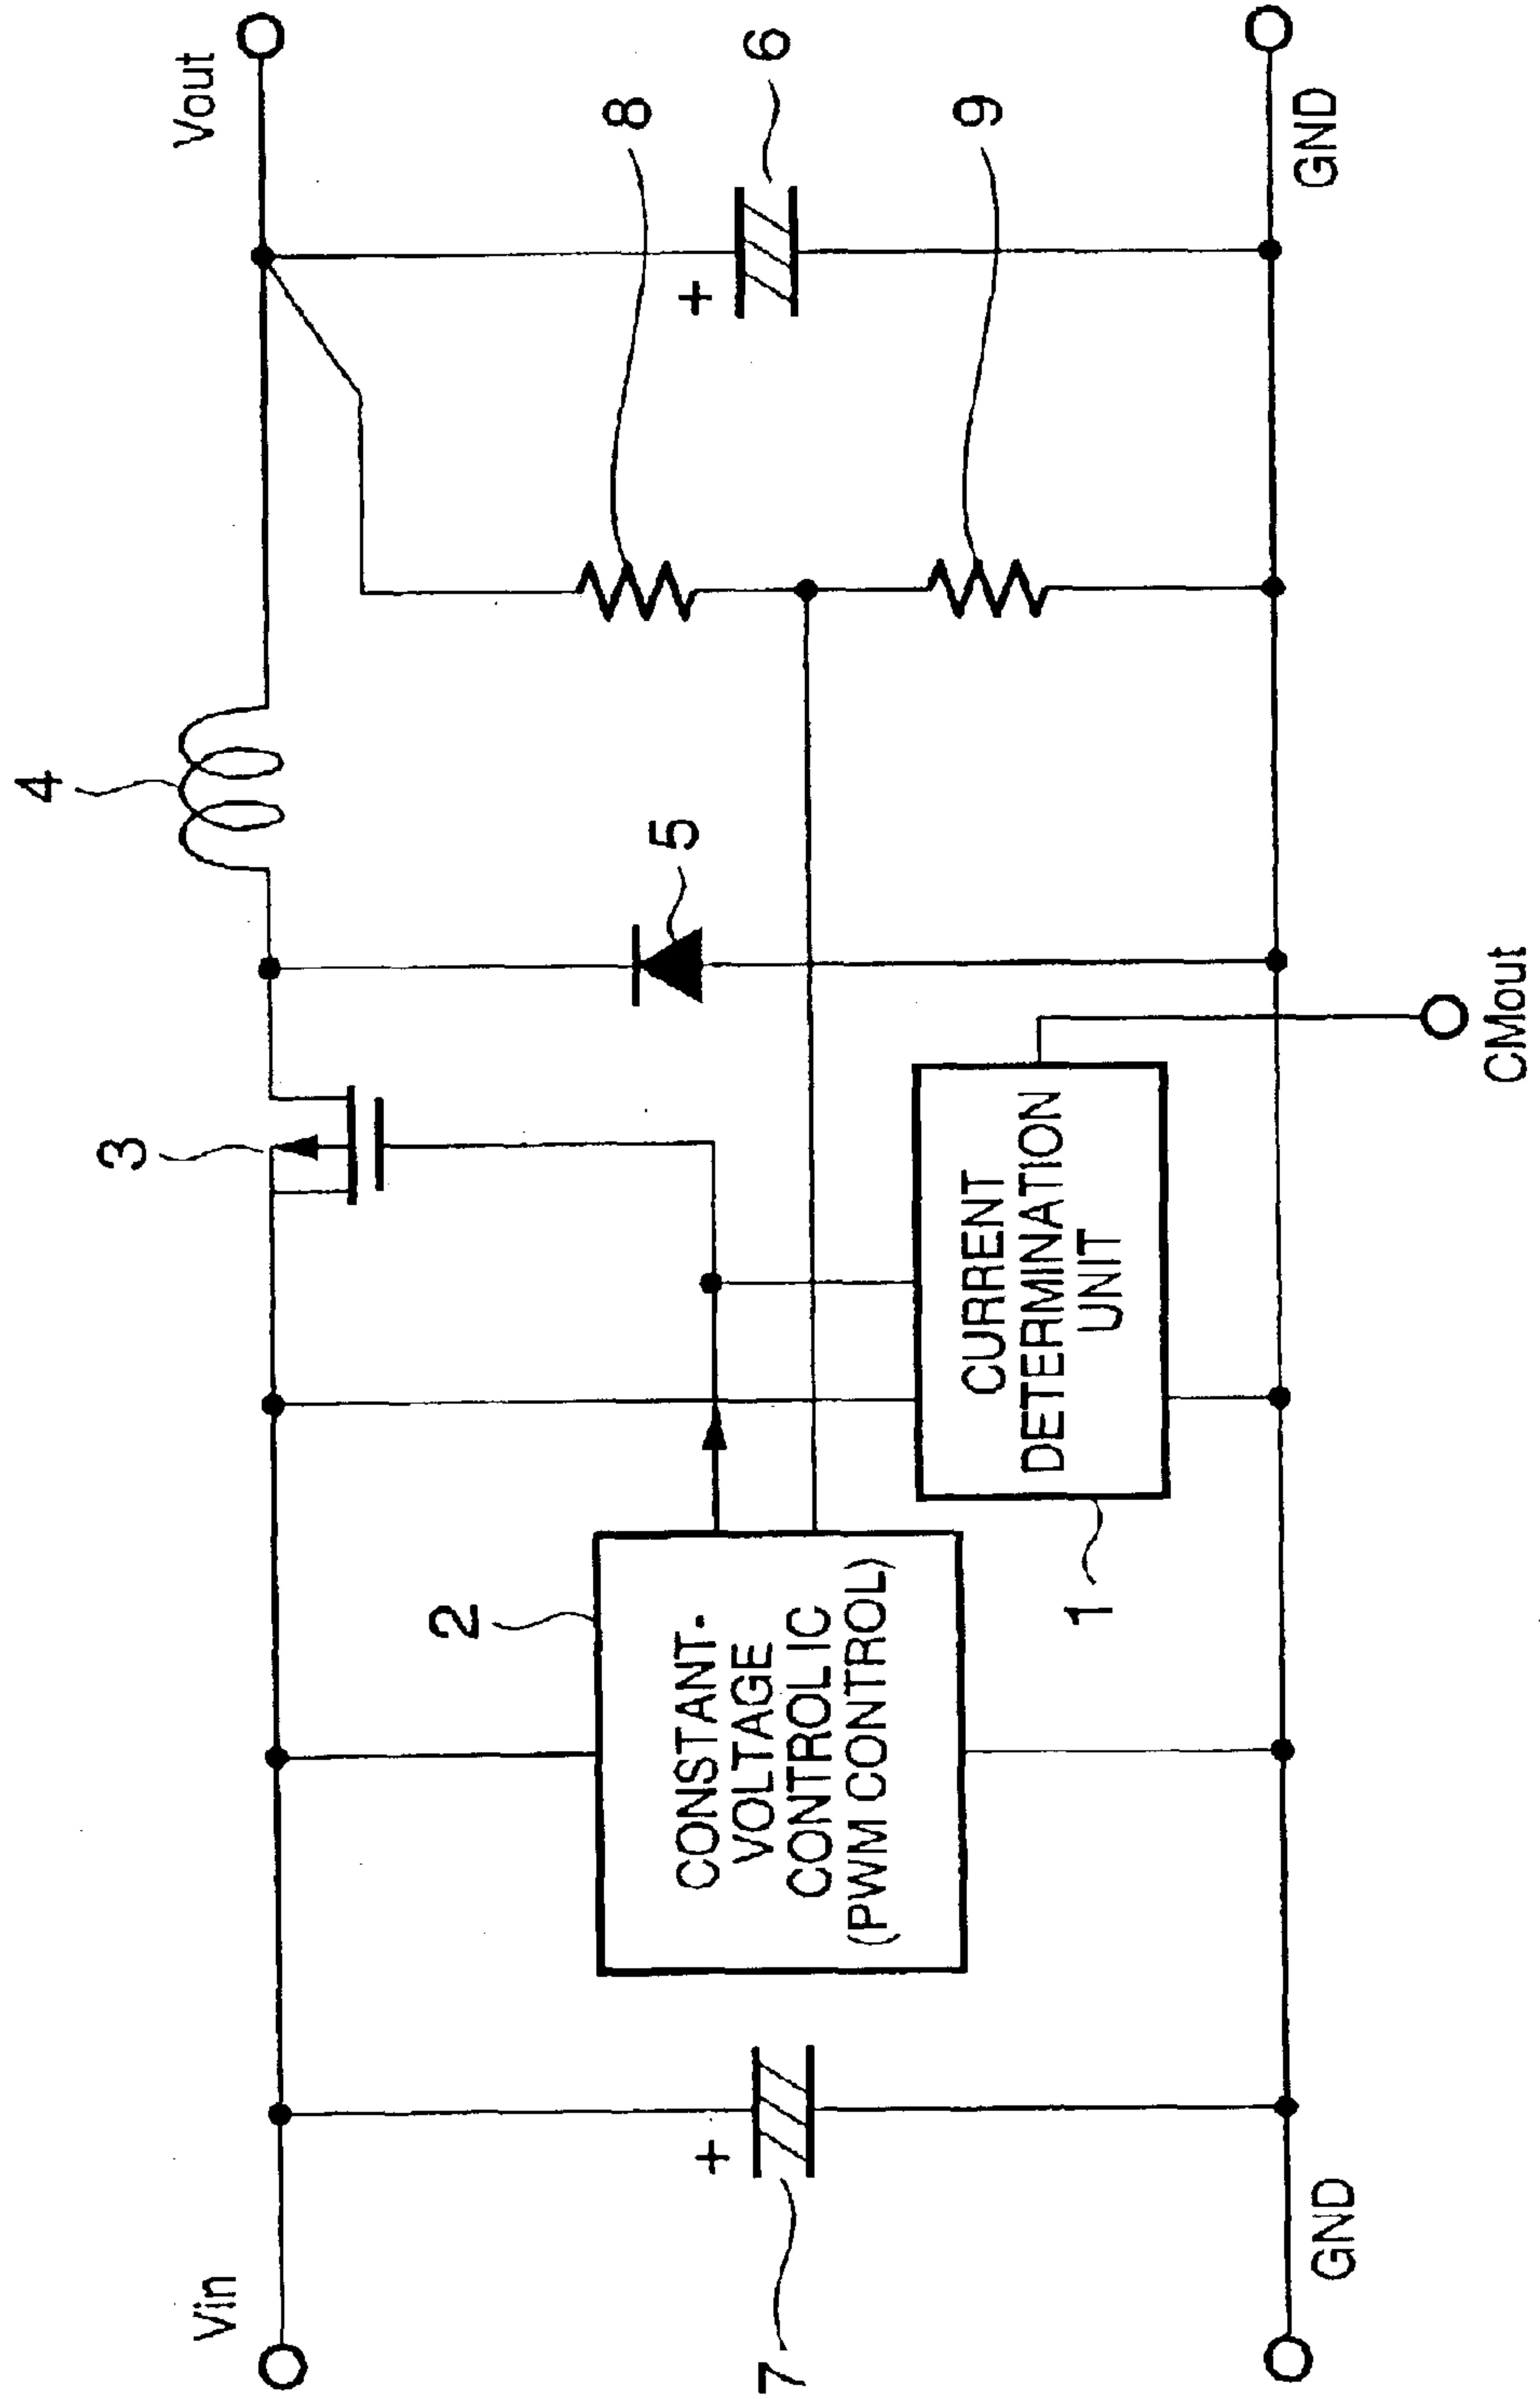 4
3
Vin
Vout
5
8
6
2
CONSTANT-
VOLTAGE
CONTROL IC
(PWM CONTROL)
+
+
7
9
CURRENT
DETERMINATION
UNIT
1
GND
GND
CMout